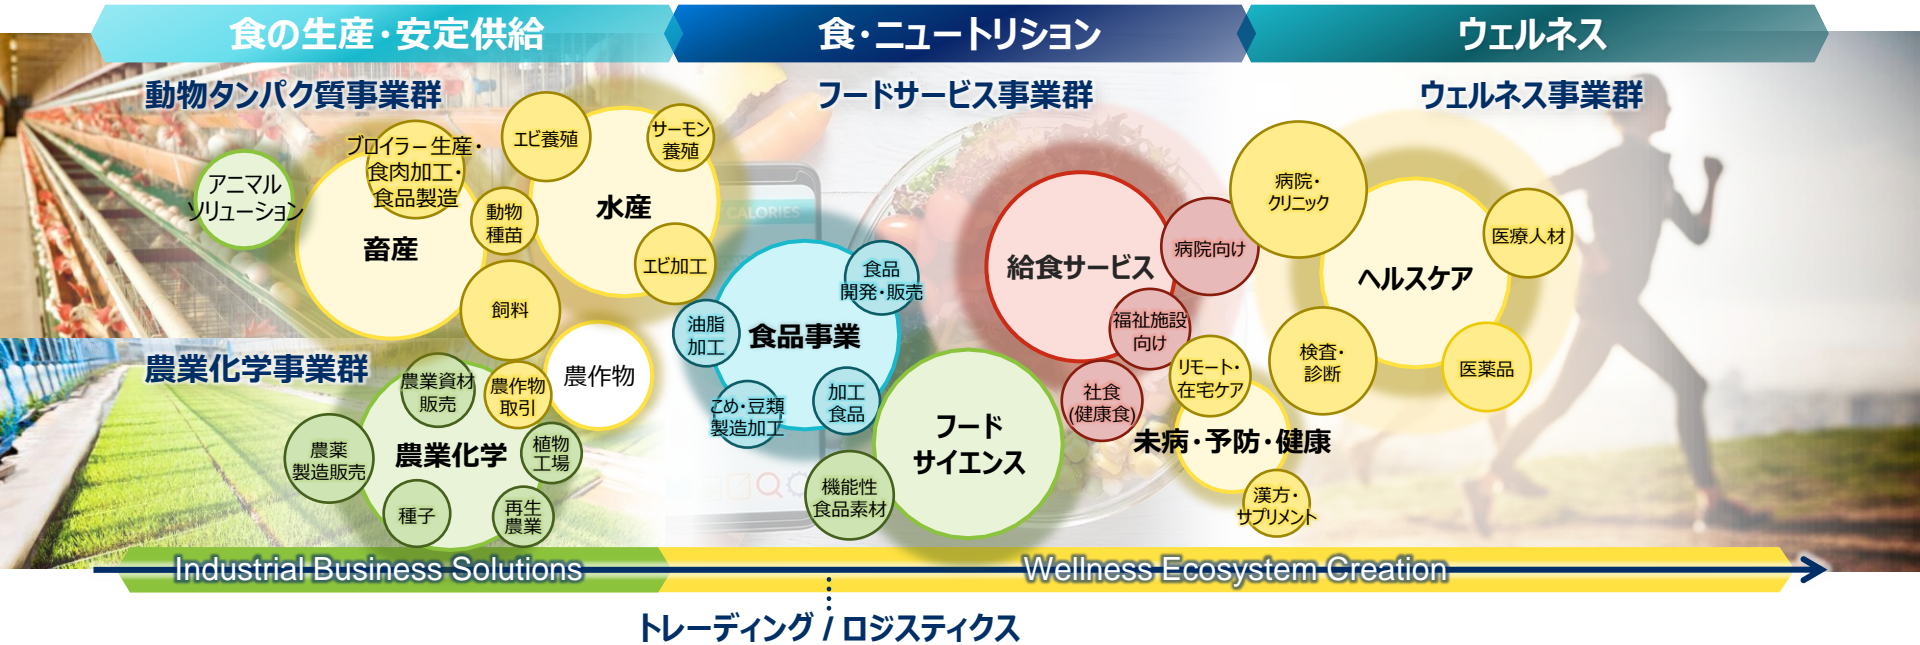 食の生産・安定供給
食・ニュートリション
ウェルネス
動物タンパク質事業群
フードサービス事業群
ウェルネス事業群
アニマル
ソリューション
ブロイラー生産・
食肉加工・
食品製造
畜産
動物
種苗
エビ養殖
サーモン
養殖
水産
エビ加工
飼料
農業化学事業群
農業資材
販売
農作物
取引
農作物
農薬
製造販売
農業化学
植物
工場
種子
再生
農業
CALORIES
食品
開発・販売
油脂
加工
食品事業
こめ・豆類
製造加工
加工
食品
フード
サイエンス
機能性
食品素材
給食サービス
病院向け
福祉施設
向け
社食
(健康食)
病院・
クリニック
医療人材
ヘルスケア
検査・
診断
医薬品
リモート・
在宅ケア
未病・予防・健康
漢方・
サプリメント
Industrial Business Solutions
Wellness Ecosystem Creation
トレーディング / ロジスティクス